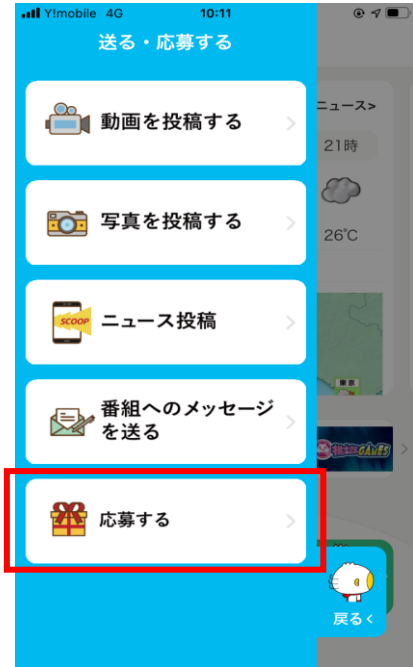 Y!mobile 4G 10:11
送る・応募する
動画を投稿する
ニュース>
21時
写真を投稿する
26℃
SCOOP
ニュース投稿
東京
番組へのメッセージ
を送る
GAMES
応募する
戻る<